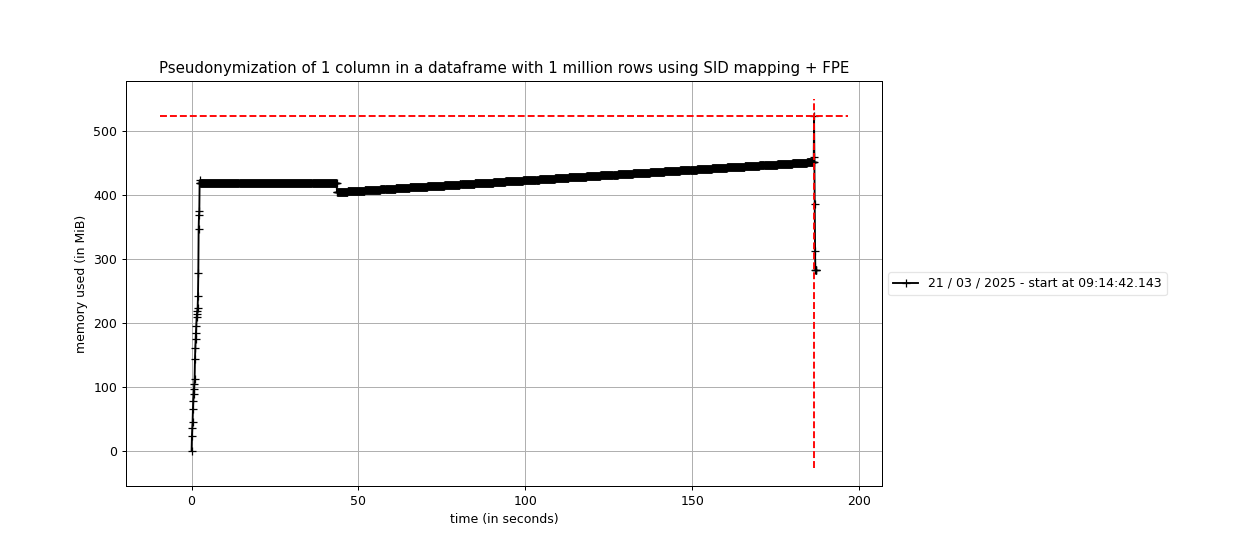 Pseudonymization of 1 column in a dataframe with 1 million rows using SID mapping + FPE
500
400
300
200
100
0
memory used (in MiB)
0 50 100 150 200
time (in seconds)
21 / 03 / 2025 - start at 09:14:42.143